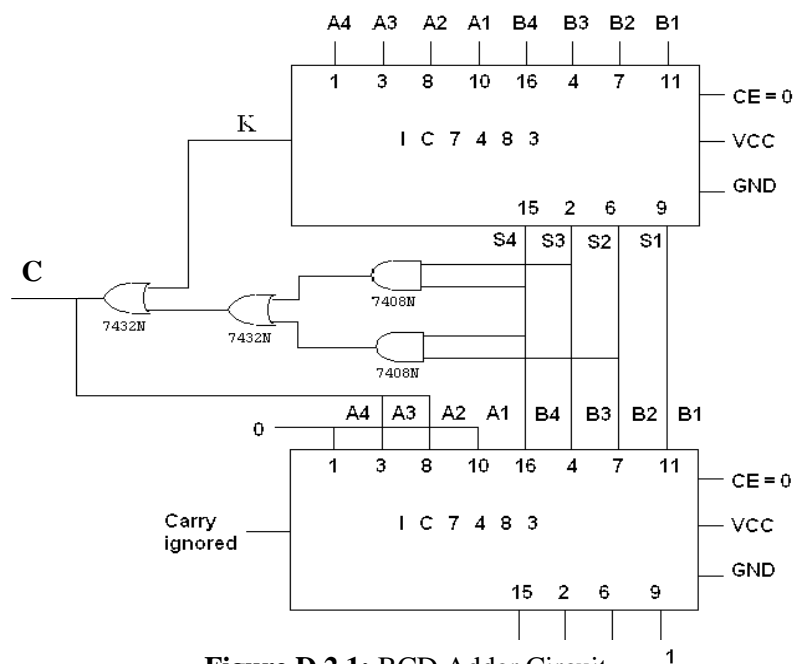 A4 A3 A2 A1 B4 B3 B2 B1
1 3 8 10 16 4 7 11
CE = 0
K
I C 7 4 8 3
VCC
GND
15 2 6 9
S4 S3 S2 S1
C
7408N
7432N
7432N
7408N
A4 A3 A2 A1 B4 B3 B2 B1
0
1 3 8 10 16 4 7 11
CE = 0
Carry
ignored
I C 7 4 8 3
VCC
GND
15 2 6 9
1
Figure D.2.1: BCD Adder Circuit